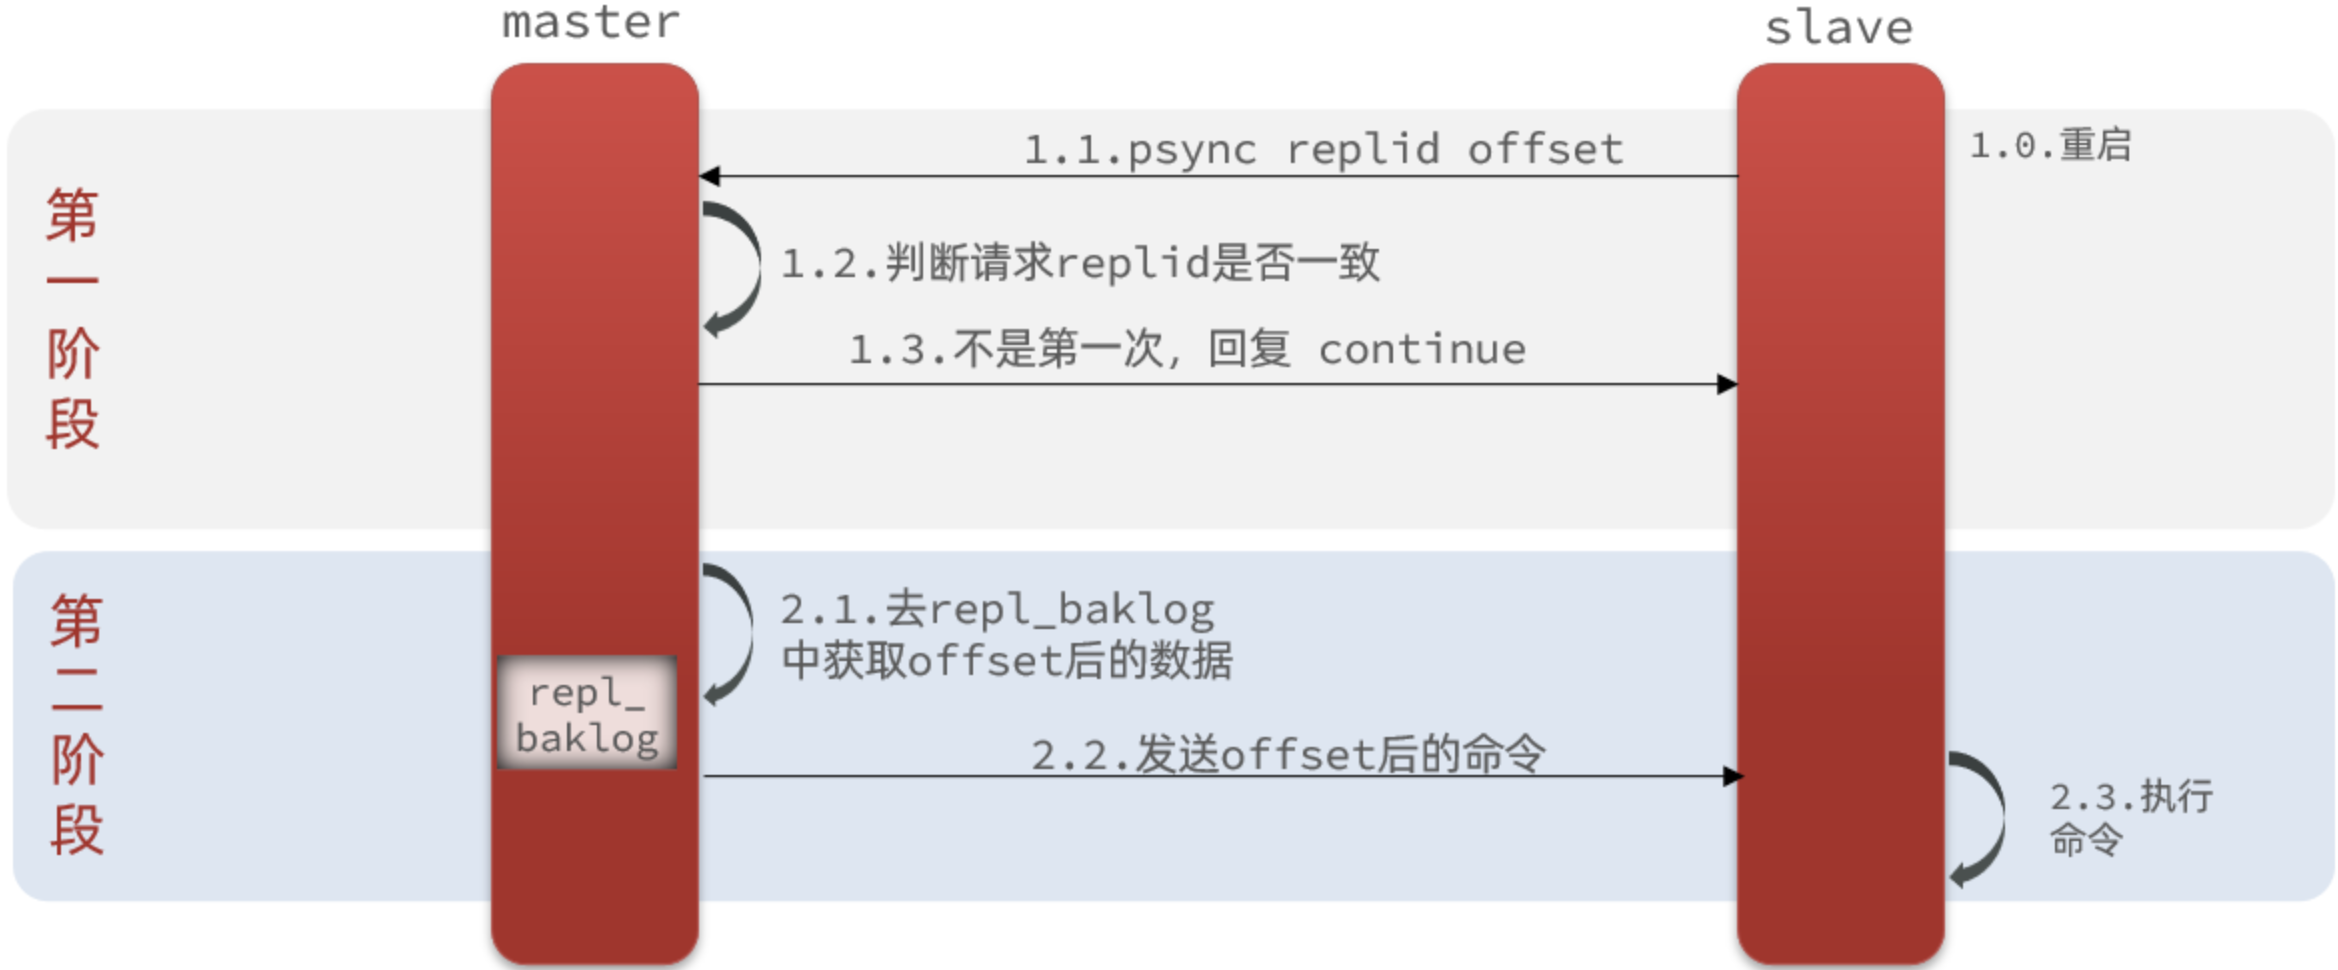 master
slave
第一阶段
1.0.重启
1.1.psync replid offset
1.2.判断请求replid是否一致
1.3.不是第一次，回复 continue
第二阶段
2.1.去repl_baklog
中获取offset后的数据
repl_
baklog
2.2.发送offset后的命令
2.3.执行
命令